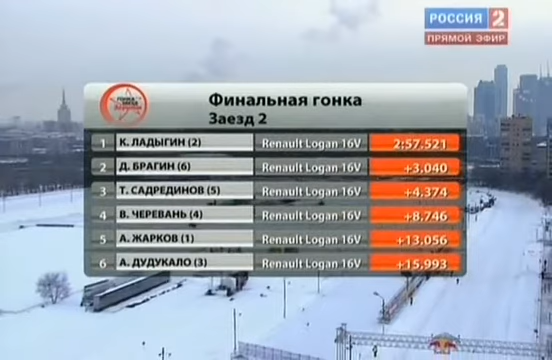 РОССИЯ 2
ПРЯМОЙ ЭФИР
ГОНКА ЗВЕЗД
Финальная гонка
Заезд 2
1 К. ЛАДЫГИН (2) Renault Logan 16V 2:57.521
2 Д. БРАГИН (6) Renault Logan 16V +3,040
3 Т. САДРЕДИНОВ (5) Renault Logan 16V +4,374
4 В. ЧЕРЕВАНЬ (4) Renault Logan 16V +8,746
5 А. ЖАРКОВ (1) Renault Logan 16V +13,056
6 А. ДУДУКАЛО (3) Renault Logan 16V +15,993